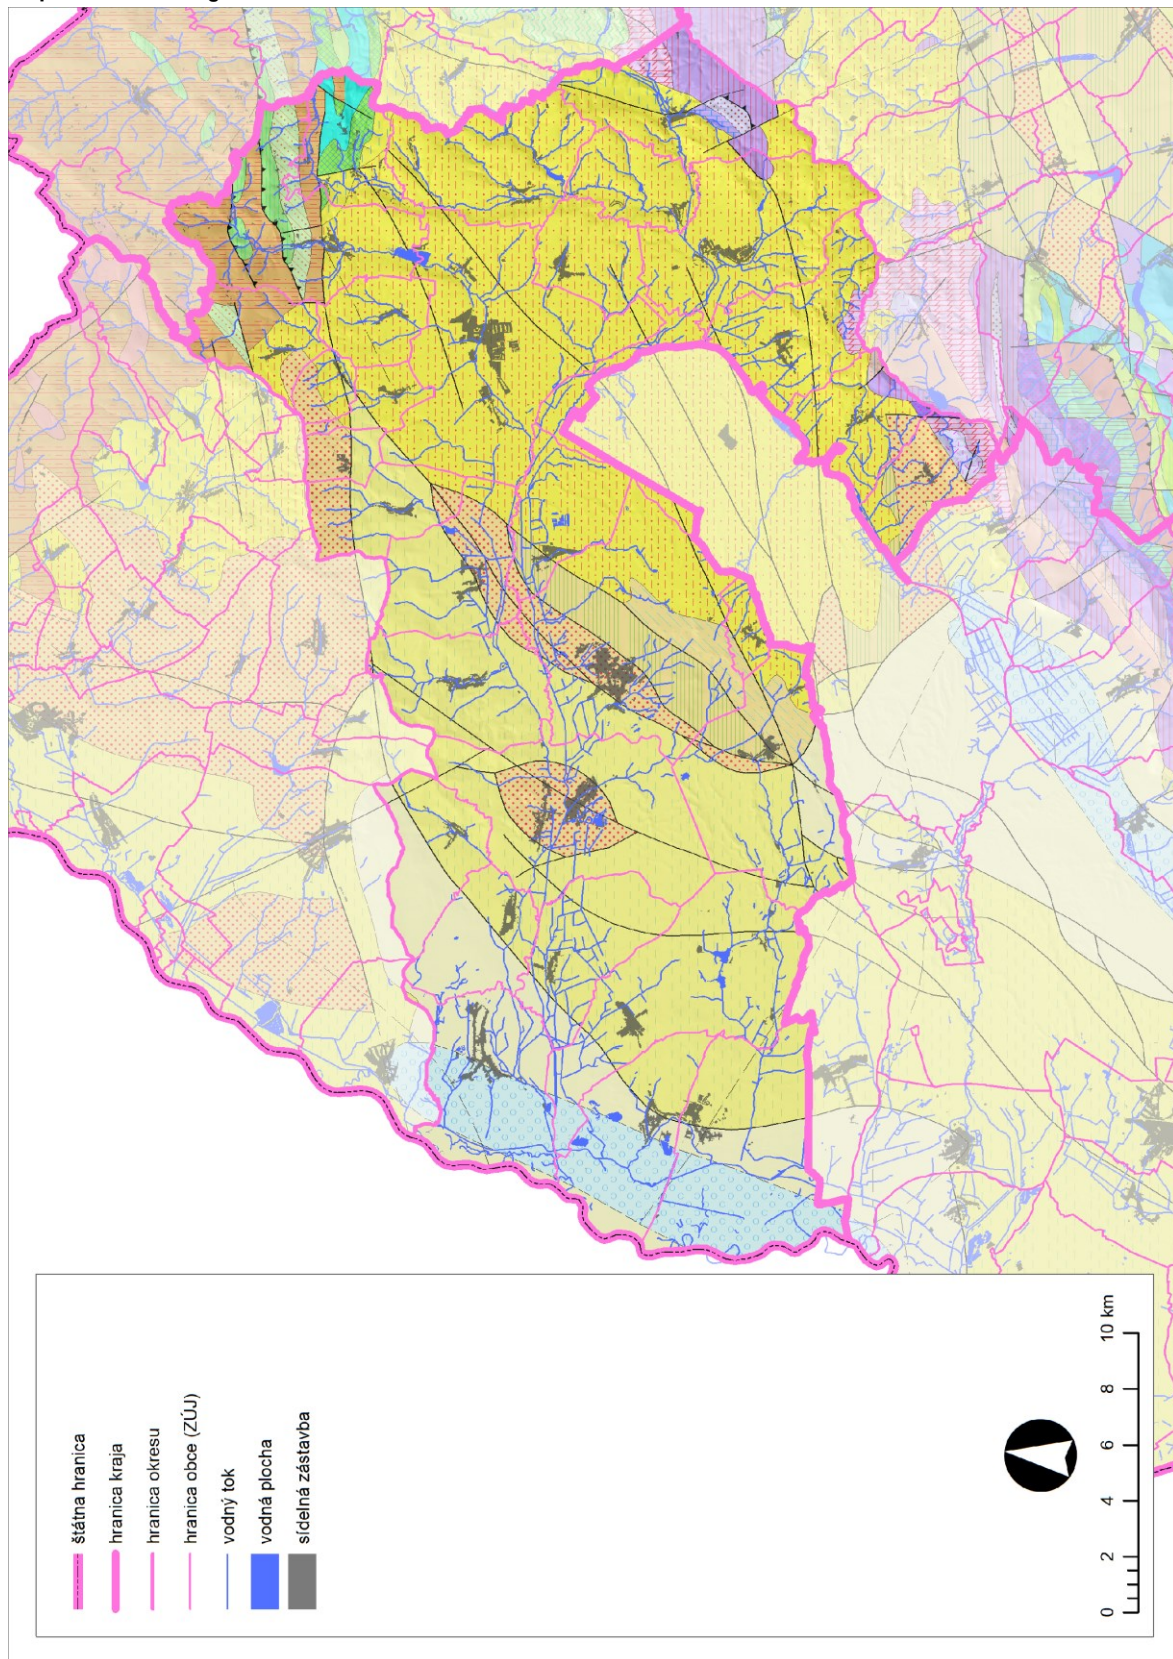 štátna hranica
hranica kraja
hranica okresu
hranica obce (ZÚJ)
vodný tok
vodná plocha
sídelná zástavba
0 2 4 6 8 10 km